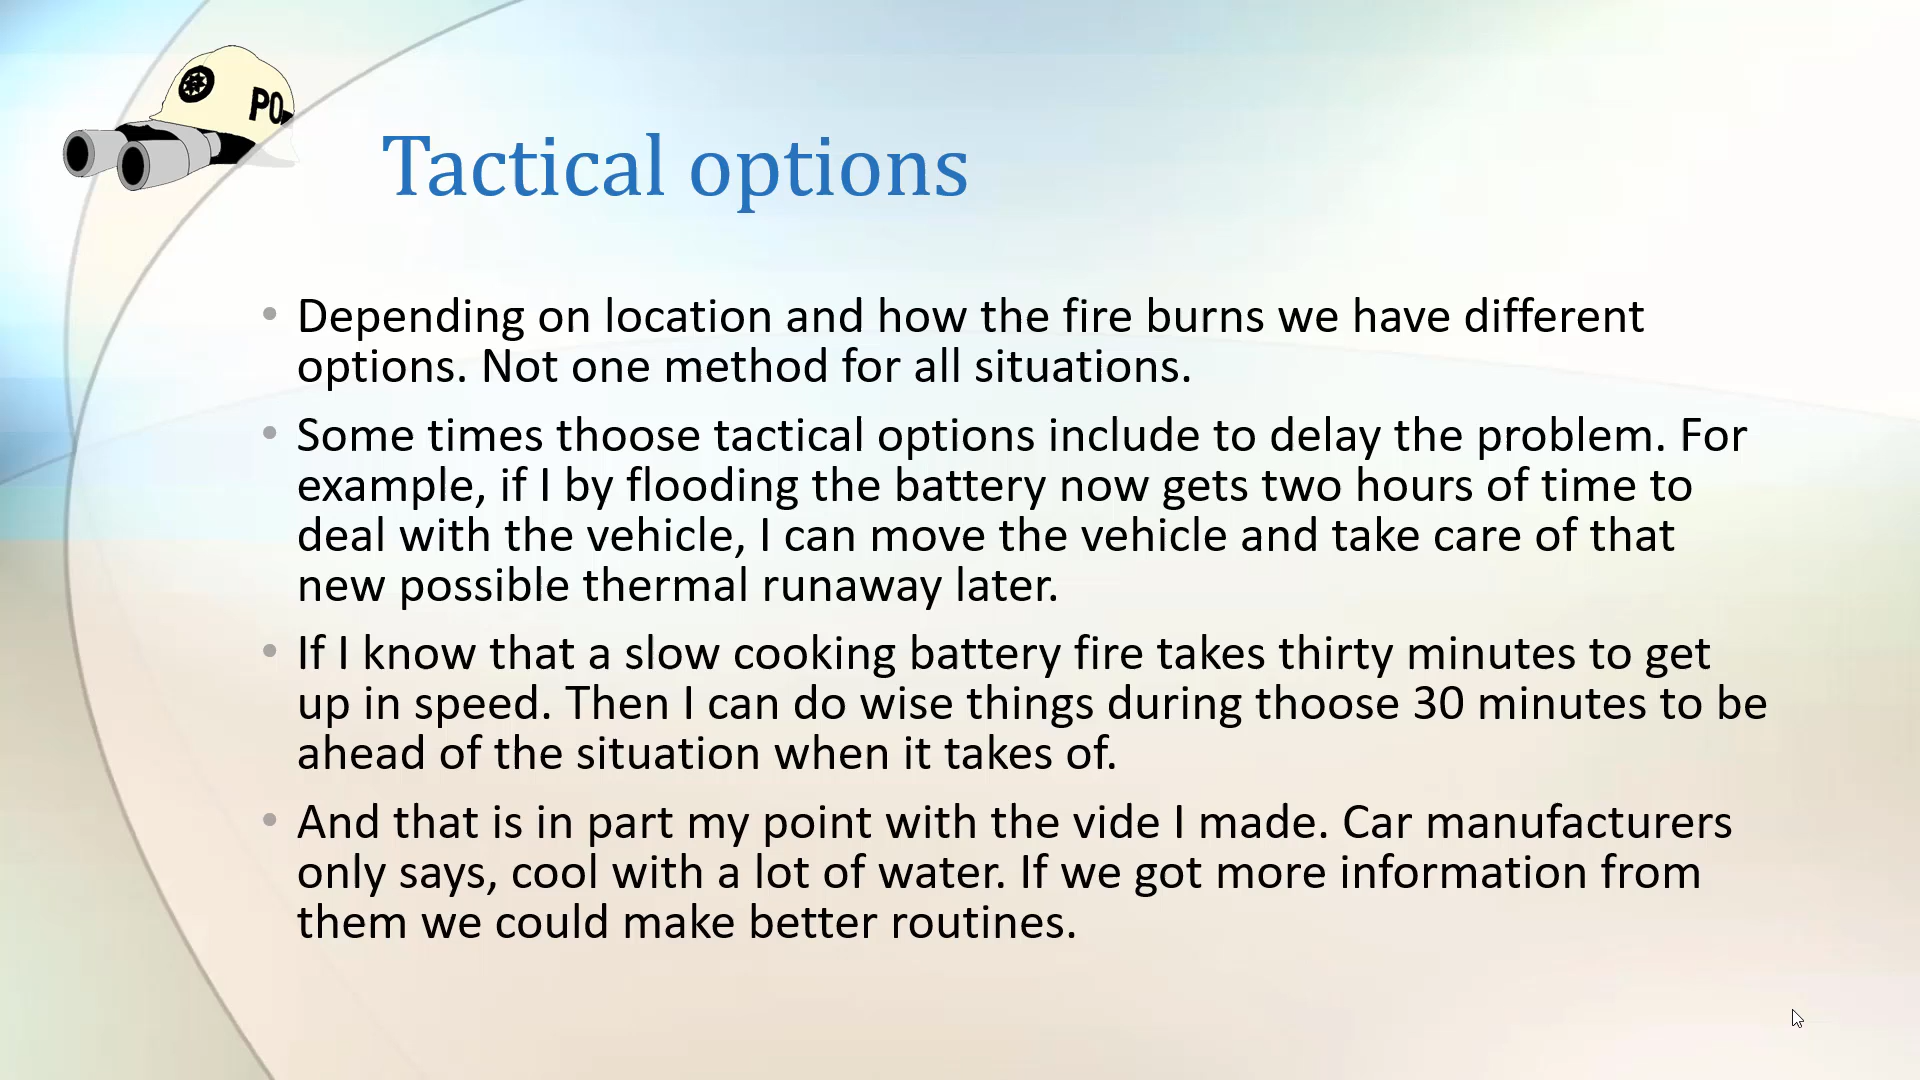 PO
Tactical options
• Depending on location and how the fire burns we have different
options. Not one method for all situations.
• Some times thoose tactical options include to delay the problem. For
example, if I by flooding the battery now gets two hours of time to
deal with the vehicle, I can move the vehicle and take care of that
new possible thermal runaway later.
• If I know that a slow cooking battery fire takes thirty minutes to get
up in speed. Then I can do wise things during thoose 30 minutes to be
ahead of the situation when it takes of.
• And that is in part my point with the vide I made. Car manufacturers
only says, cool with a lot of water. If we got more information from
them we could make better routines.